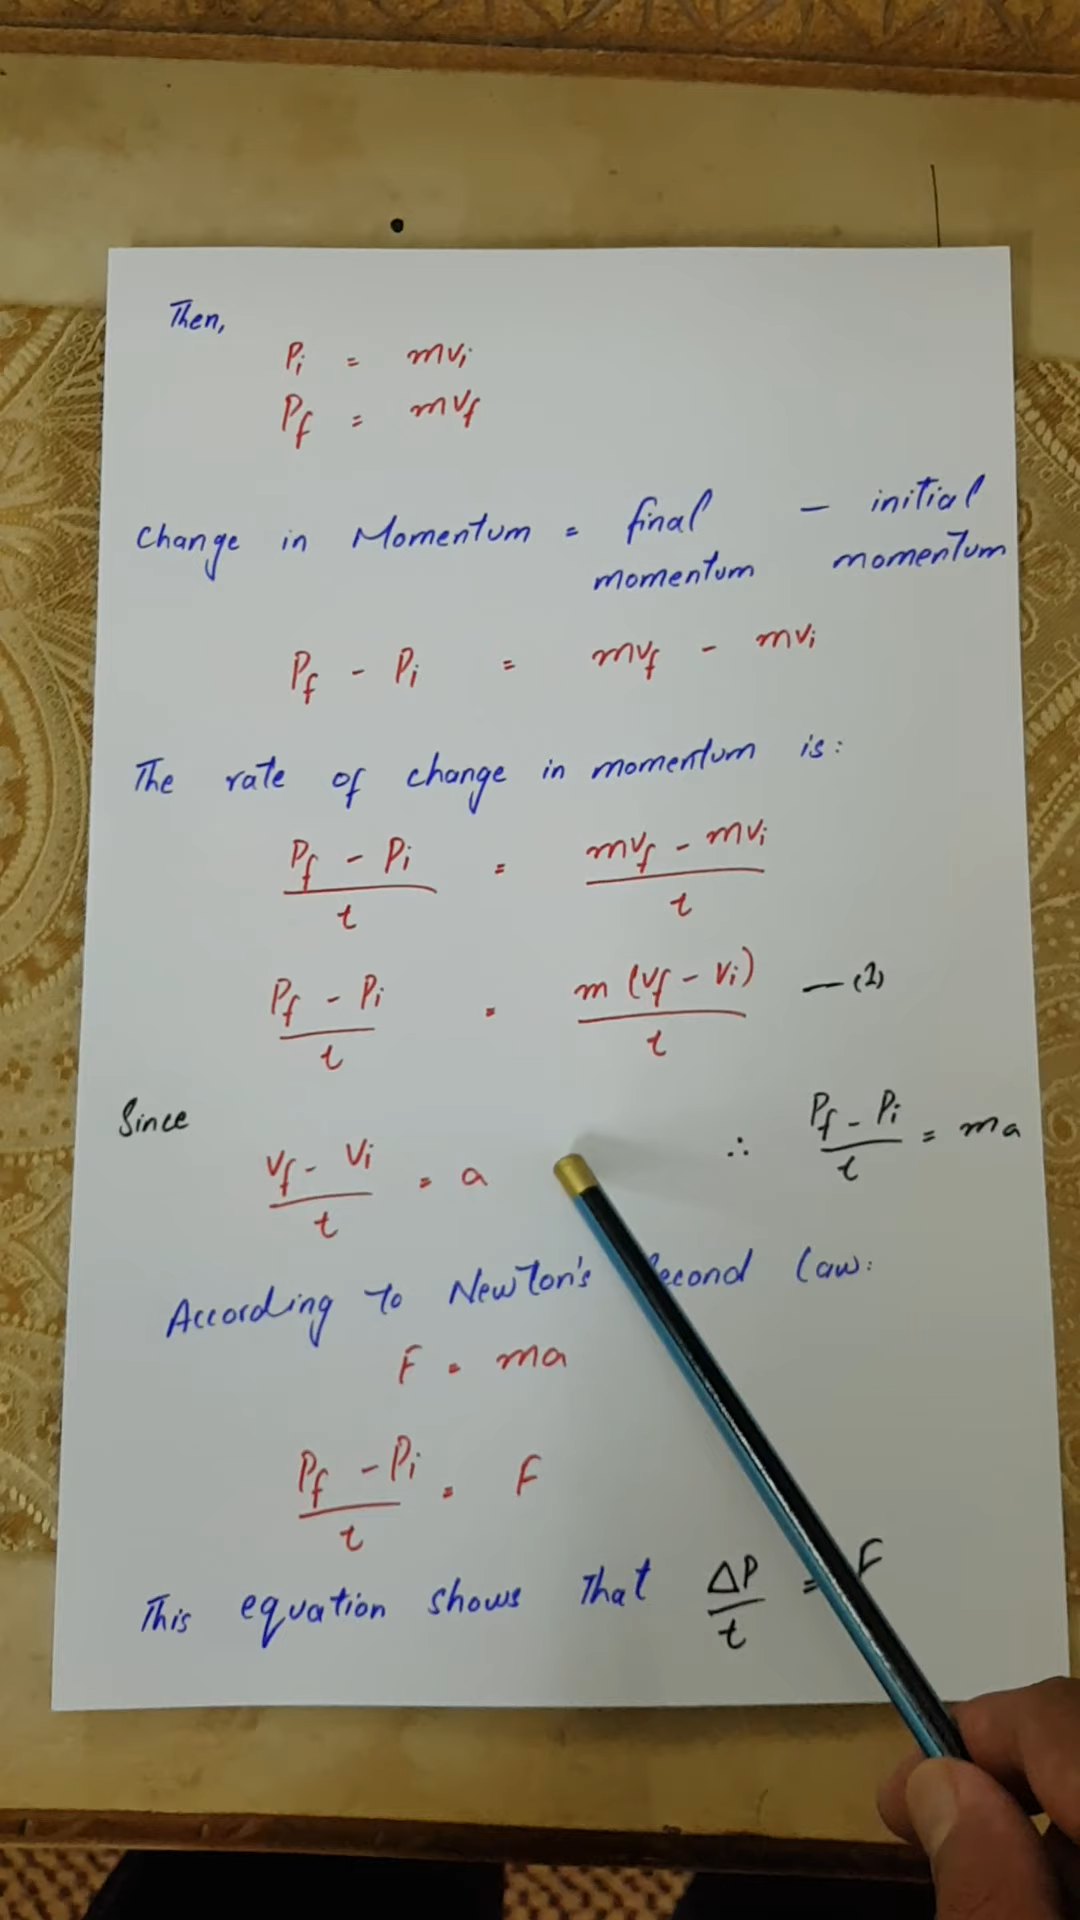 Then,
Pi = mvi
Pf = mvf
Change in Momentum = final momentum - initial momentum
Pf - Pi = mvf - mvi
The rate of change in momentum is:
Pf - Pi / t = mvf - mvi / t
Pf - Pi / t = m (vf - vi) / t — (2)
Since
vf - vi / t = a ∴ Pf - Pi / t = ma
According to Newton's Second law:
F = ma
Pf - Pi / t = F
This equation shows that ΔP / t = F